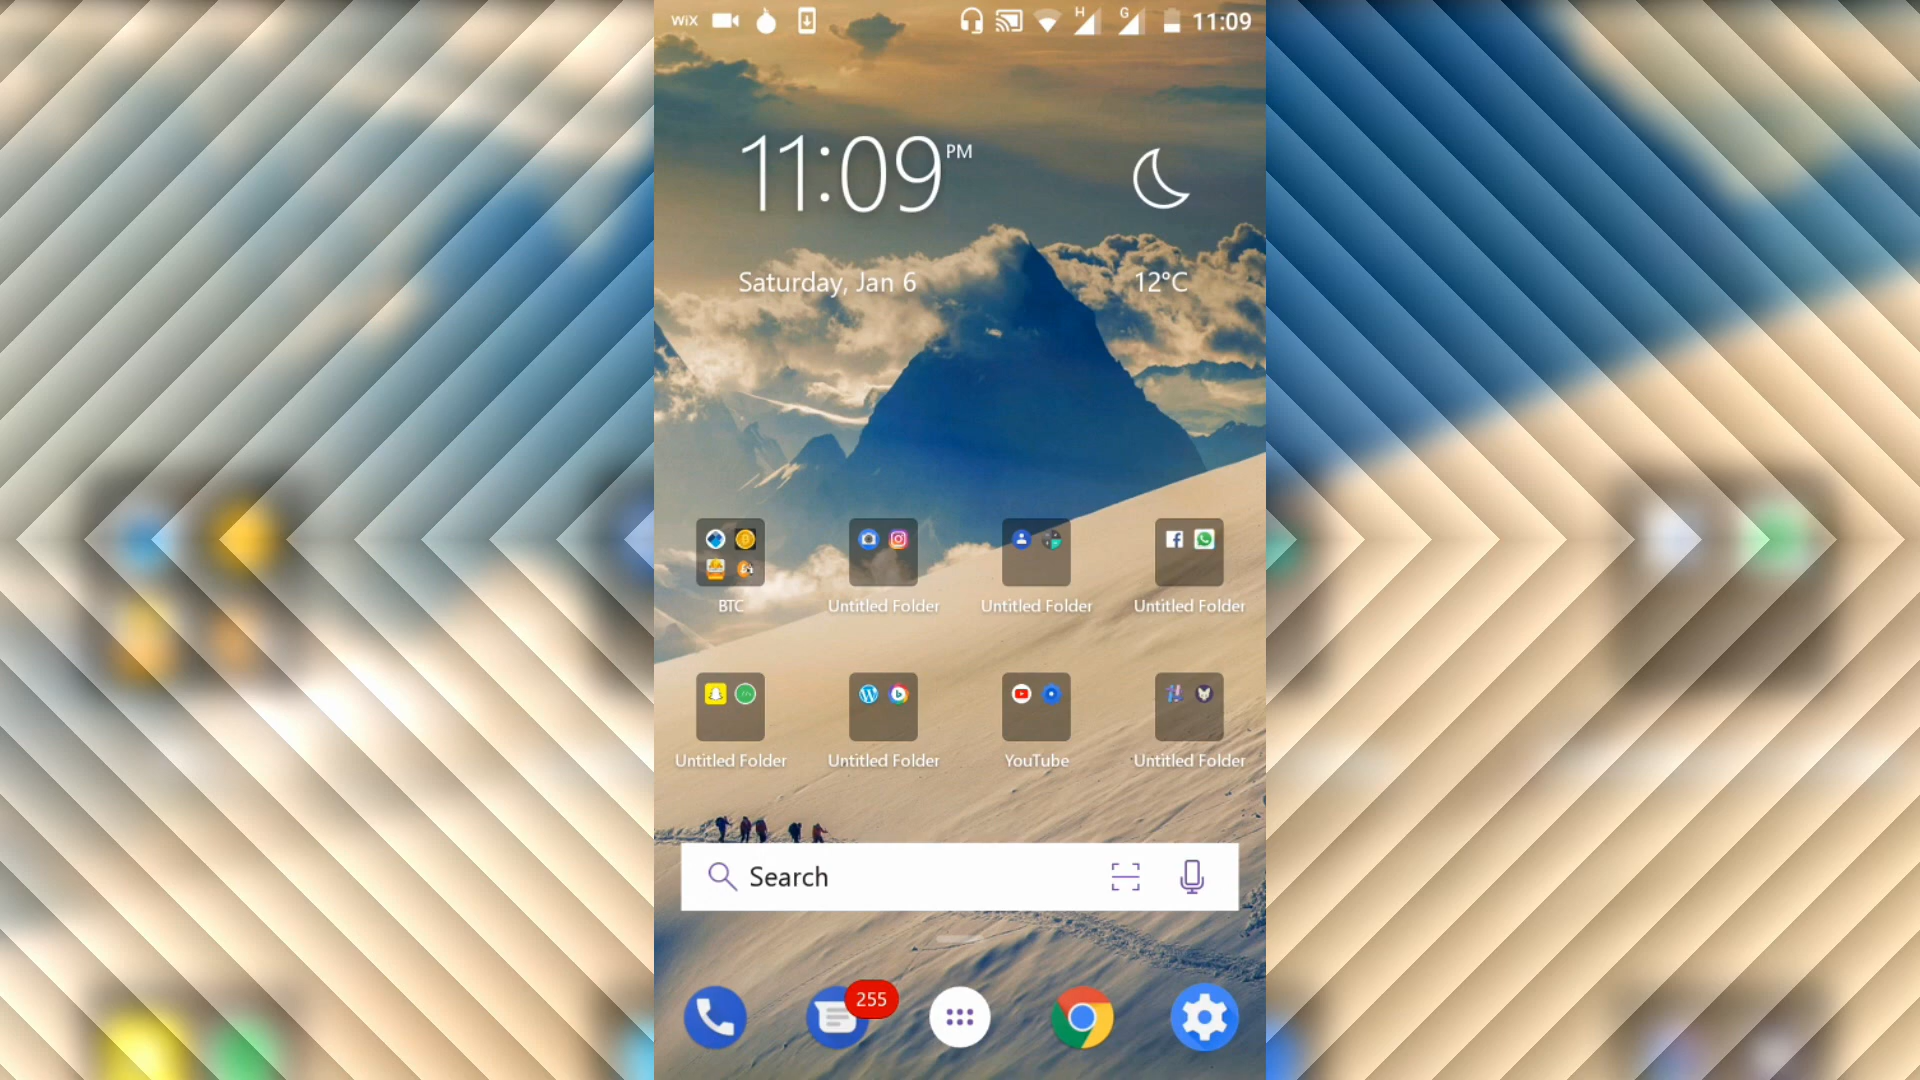 WiX H G 11:09
11:09 PM
Saturday, Jan 6 12°C
BTC Untitled Folder Untitled Folder Untitled Folder
Untitled Folder Untitled Folder YouTube Untitled Folder
Search
255